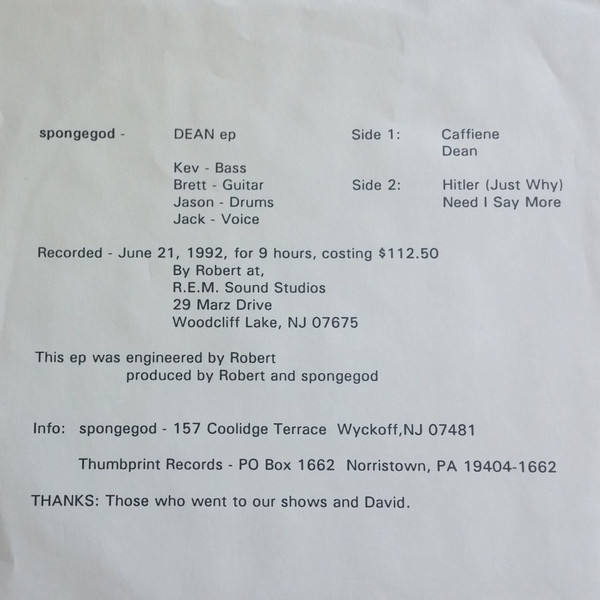 spongegod - DEAN ep Side 1: Caffiene
Dean
Kev - Bass
Brett - Guitar Side 2: Hitler (Just Why)
Jason - Drums Need I Say More
Jack - Voice
Recorded - June 21, 1992, for 9 hours, costing $112.50
By Robert at,
R.E.M. Sound Studios
29 Marz Drive
Woodcliff Lake, NJ 07675
This ep was engineered by Robert
produced by Robert and spongegod
Info: spongegod - 157 Coolidge Terrace Wyckoff,NJ 07481
Thumbprint Records - PO Box 1662 Norristown, PA 19404-1662
THANKS: Those who went to our shows and David.